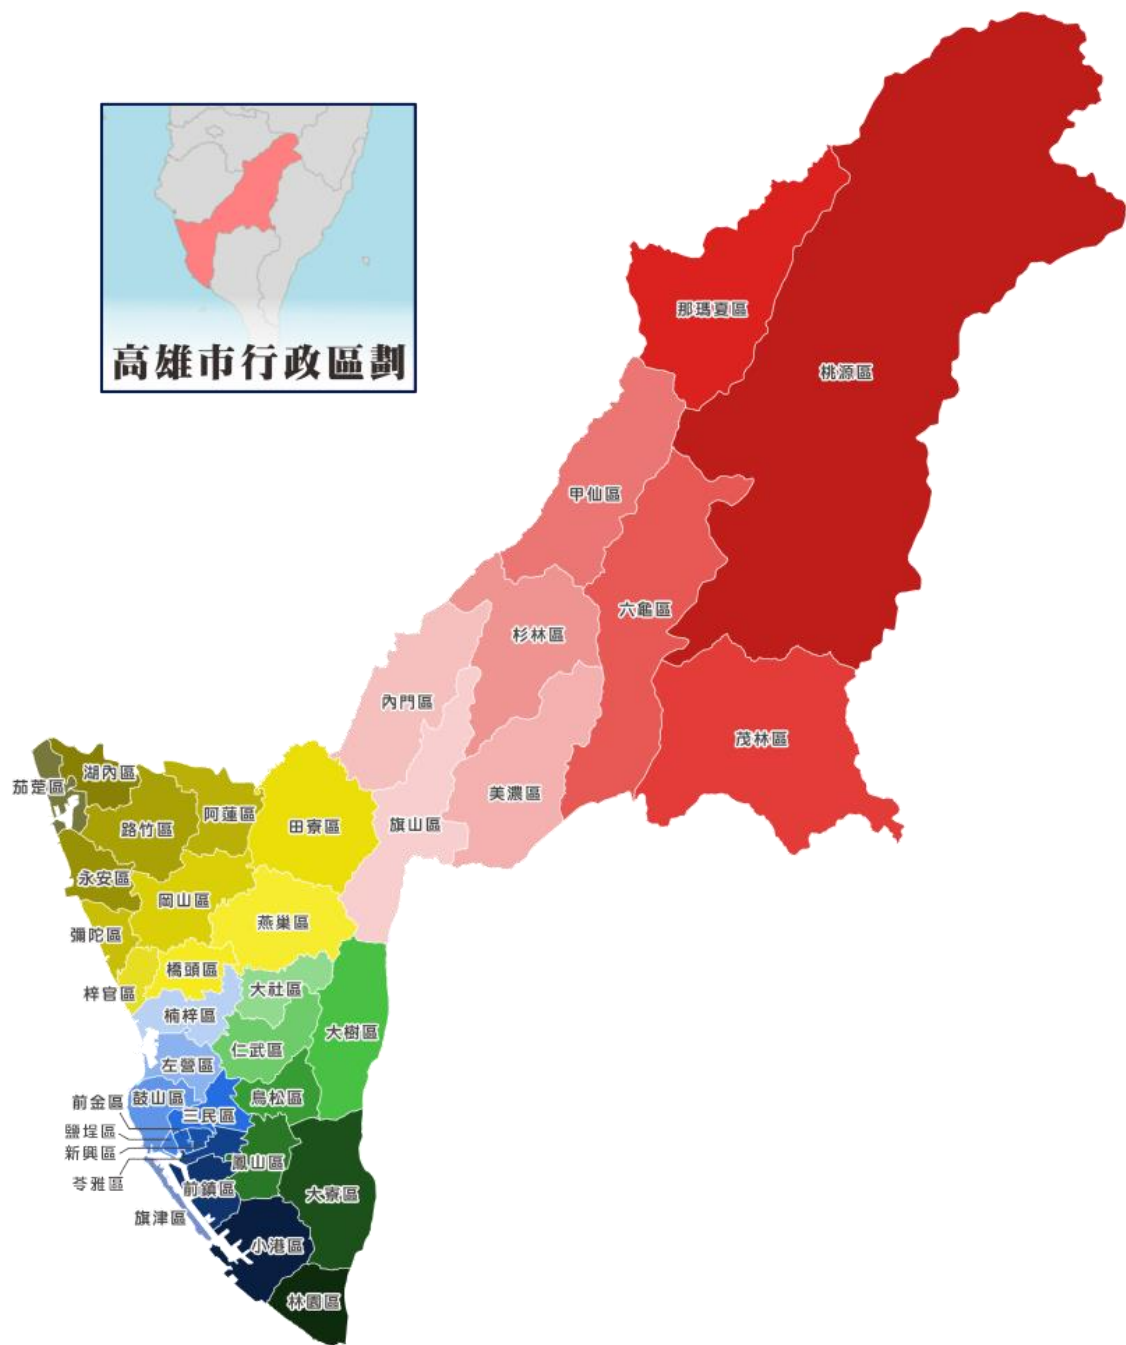 高雄市行政區劃
那瑪夏區
桃源區
甲仙區
六龜區
杉林區
內門區
茂林區
美濃區
旗山區
湖內區
茄萣區
阿蓮區
路竹區
田寮區
永安區
岡山區
燕巢區
彌陀區
橋頭區
梓官區
大社區
楠梓區
大樹區
仁武區
左營區
鼓山區
鳥松區
前金區
三民區
鹽埕區
新興區
鳳山區
苓雅區
前鎮區
大寮區
旗津區
小港區
林園區